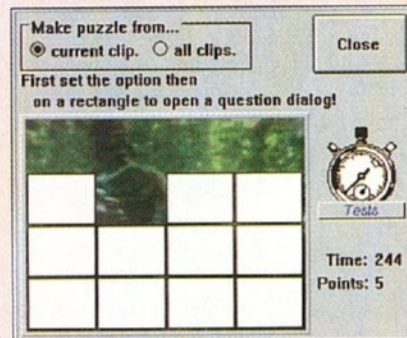 Make puzzle from...
current clip. all clips.
Close
First set the option then
on a rectangle to open a question dialog!
Tests
Time: 244
Points: 5